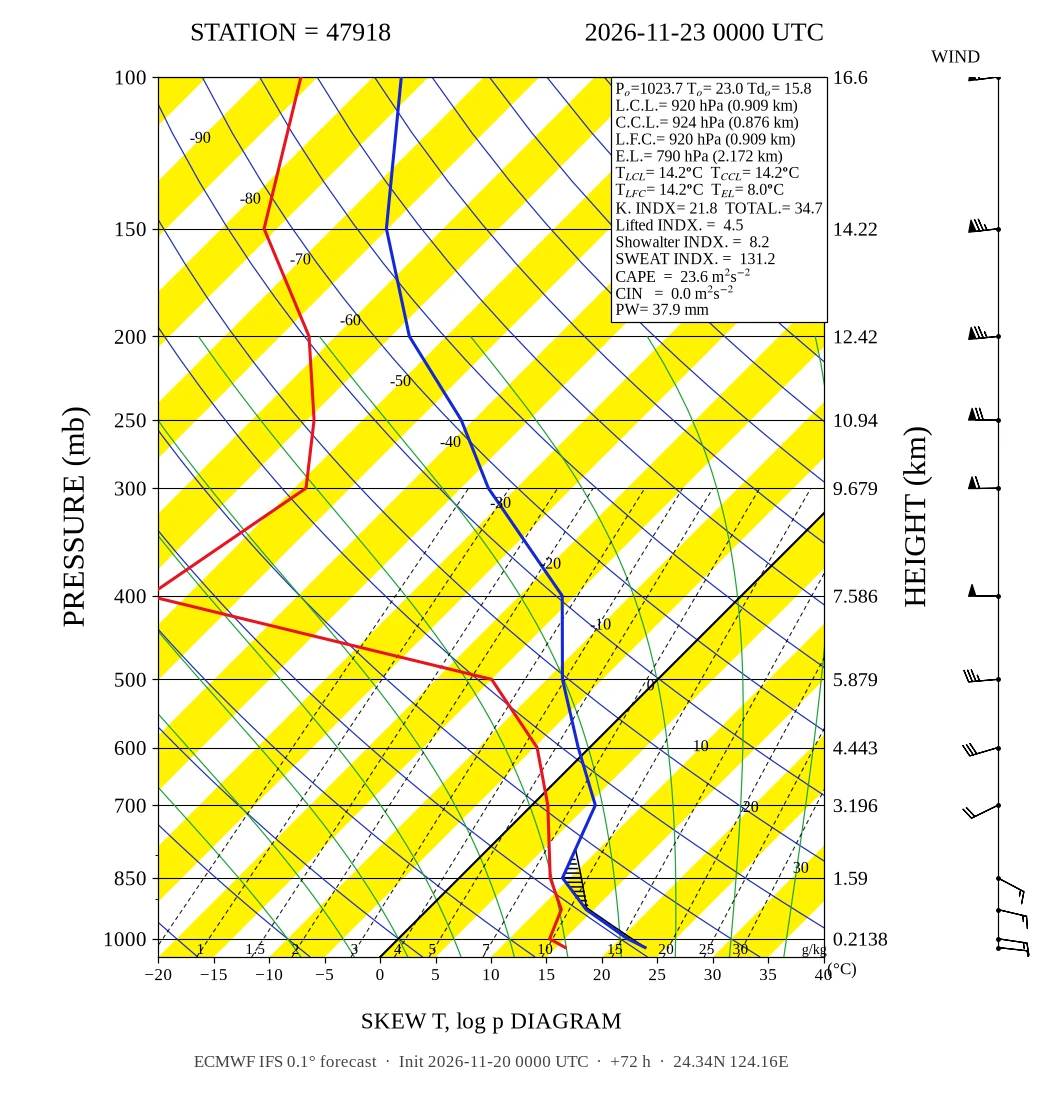 STATION = 47918 2026-11-23 0000 UTC
WIND
100 16.6
Pₒ=1023.7 Tₒ= 23.0 Tdₒ= 15.8
L.C.L.= 920 hPa (0.909 km)
C.C.L.= 924 hPa (0.876 km)
L.F.C.= 920 hPa (0.909 km)
E.L.= 790 hPa (2.172 km)
T_LCL= 14.2°C T_CCL= 14.2°C
T_LFC= 14.2°C T_EL= 8.0°C
K. INDX= 21.8 TOTAL.= 34.7
Lifted INDX. = 4.5
Showalter INDX. = 8.2
SWEAT INDX. = 131.2
CAPE = 23.6 m²s⁻²
CIN = 0.0 m²s⁻²
PW= 37.9 mm
-90
-80
150 14.22
-70
-60
200 12.42
-50
250 10.94
-40
300 9.679
-30
PRESSURE (mb)
HEIGHT (km)
-20
400 7.586
-10
500 5.879
0
10
600 4.443
700 20 3.196
30
850 1.59
1000 0.2138
1 1.5 2 3 4 5 7 10 15 20 25 30 g/kg
−20 −15 −10 −5 0 5 10 15 20 25 30 35 40 (°C)
SKEW T, log p DIAGRAM
ECMWF IFS 0.1° forecast · Init 2026-11-20 0000 UTC · +72 h · 24.34N 124.16E